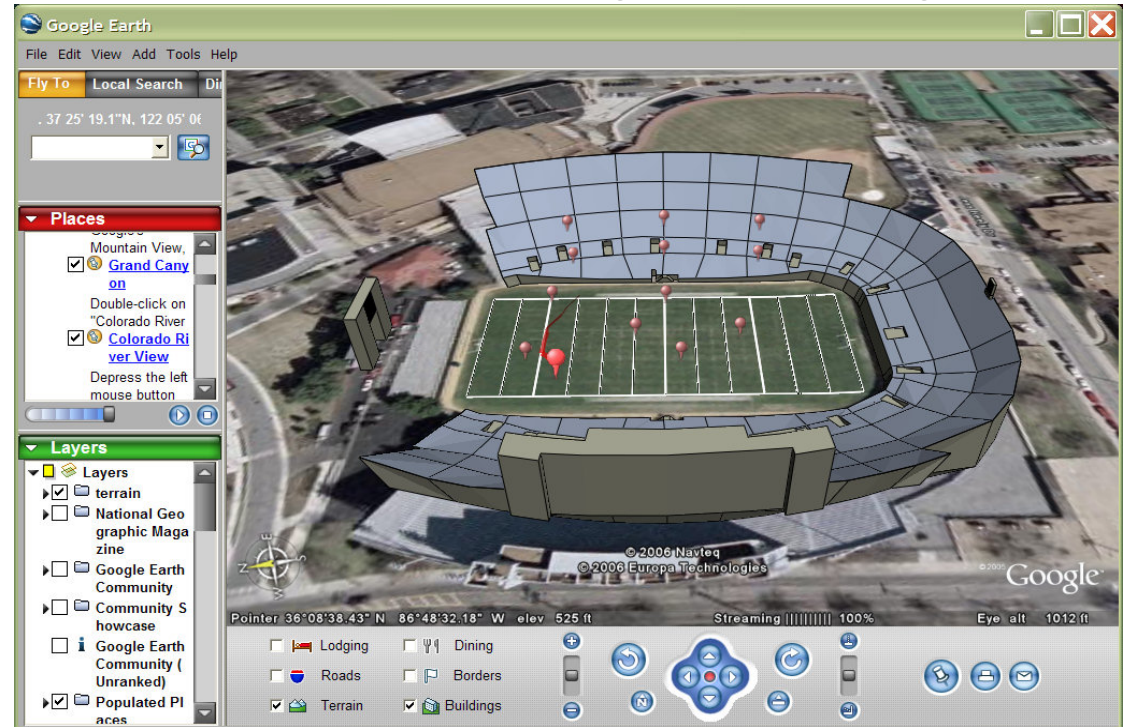 Google Earth
File Edit View Add Tools Help
Fly To Local Search Dir
. 37 25' 19.1"N, 122 05' 06
Places
Google's
Mountain View,
Grand Cany
on
Double-click on
"Colorado River
Colorado Ri
ver View
Depress the left
mouse button
Layers
Layers
terrain
National Geo
graphic Maga
zine
Google Earth
Community
Community S
howcase
Google Earth
Community (
Unranked)
Populated Pl
aces
© 2006 Navteq
© 2006 Europa Technologies
© 2005 Google
Pointer 36°08'38.43" N 86°48'32.18" W elev 525 ft Streaming |||||||||| 100% Eye alt 1012 ft
Lodging Dining
Roads Borders
Terrain Buildings